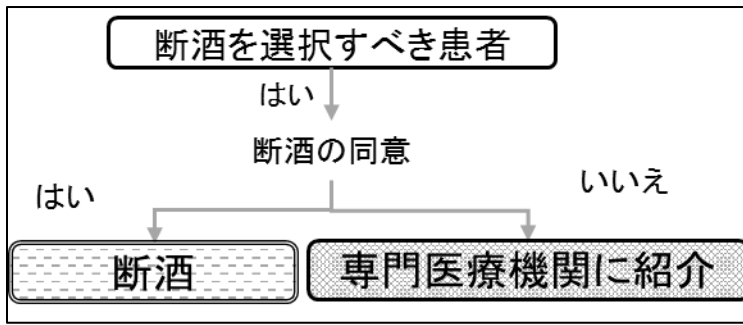 断酒を選択すべき患者
はい
断酒の同意
はい
いいえ
断酒
専門医療機関に紹介